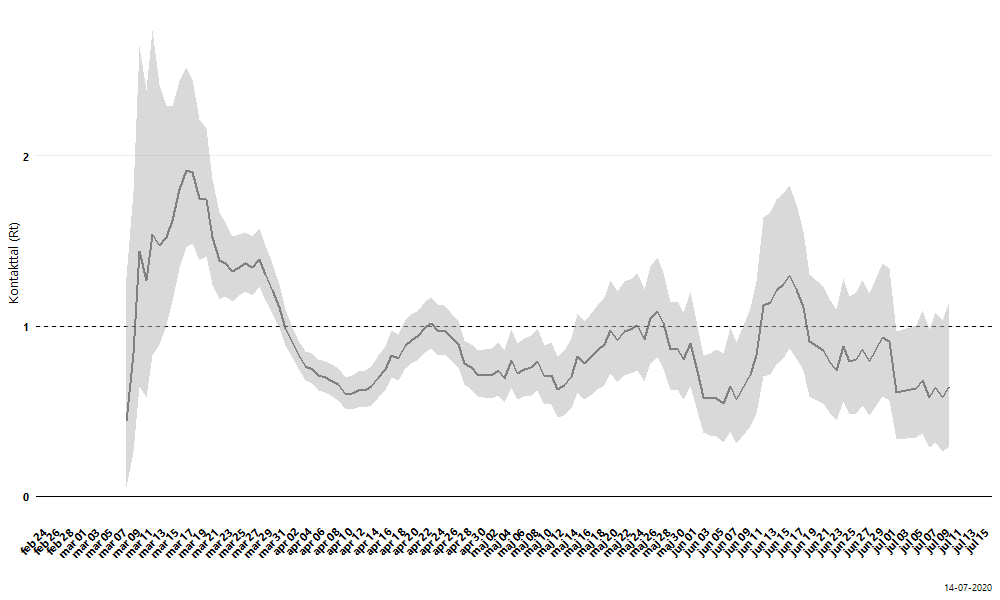 Kontakttal (Rt)
2
1
0
feb 24
feb 26
feb 28
mar 01
mar 03
mar 05
mar 07
mar 09
mar 11
mar 13
mar 15
mar 17
mar 19
mar 21
mar 23
mar 25
mar 27
mar 29
mar 31
apr 02
apr 04
apr 06
apr 08
apr 10
apr 12
apr 14
apr 16
apr 18
apr 20
apr 22
apr 24
apr 26
apr 28
apr 30
maj 02
maj 04
maj 06
maj 08
maj 10
maj 12
maj 14
maj 16
maj 18
maj 20
maj 22
maj 24
maj 26
maj 28
maj 30
jun 01
jun 03
jun 05
jun 07
jun 09
jun 11
jun 13
jun 15
jun 17
jun 19
jun 21
jun 23
jun 25
jun 27
jun 29
jul 01
jul 03
jul 05
jul 07
jul 09
jul 11
jul 13
jul 15
14-07-2020